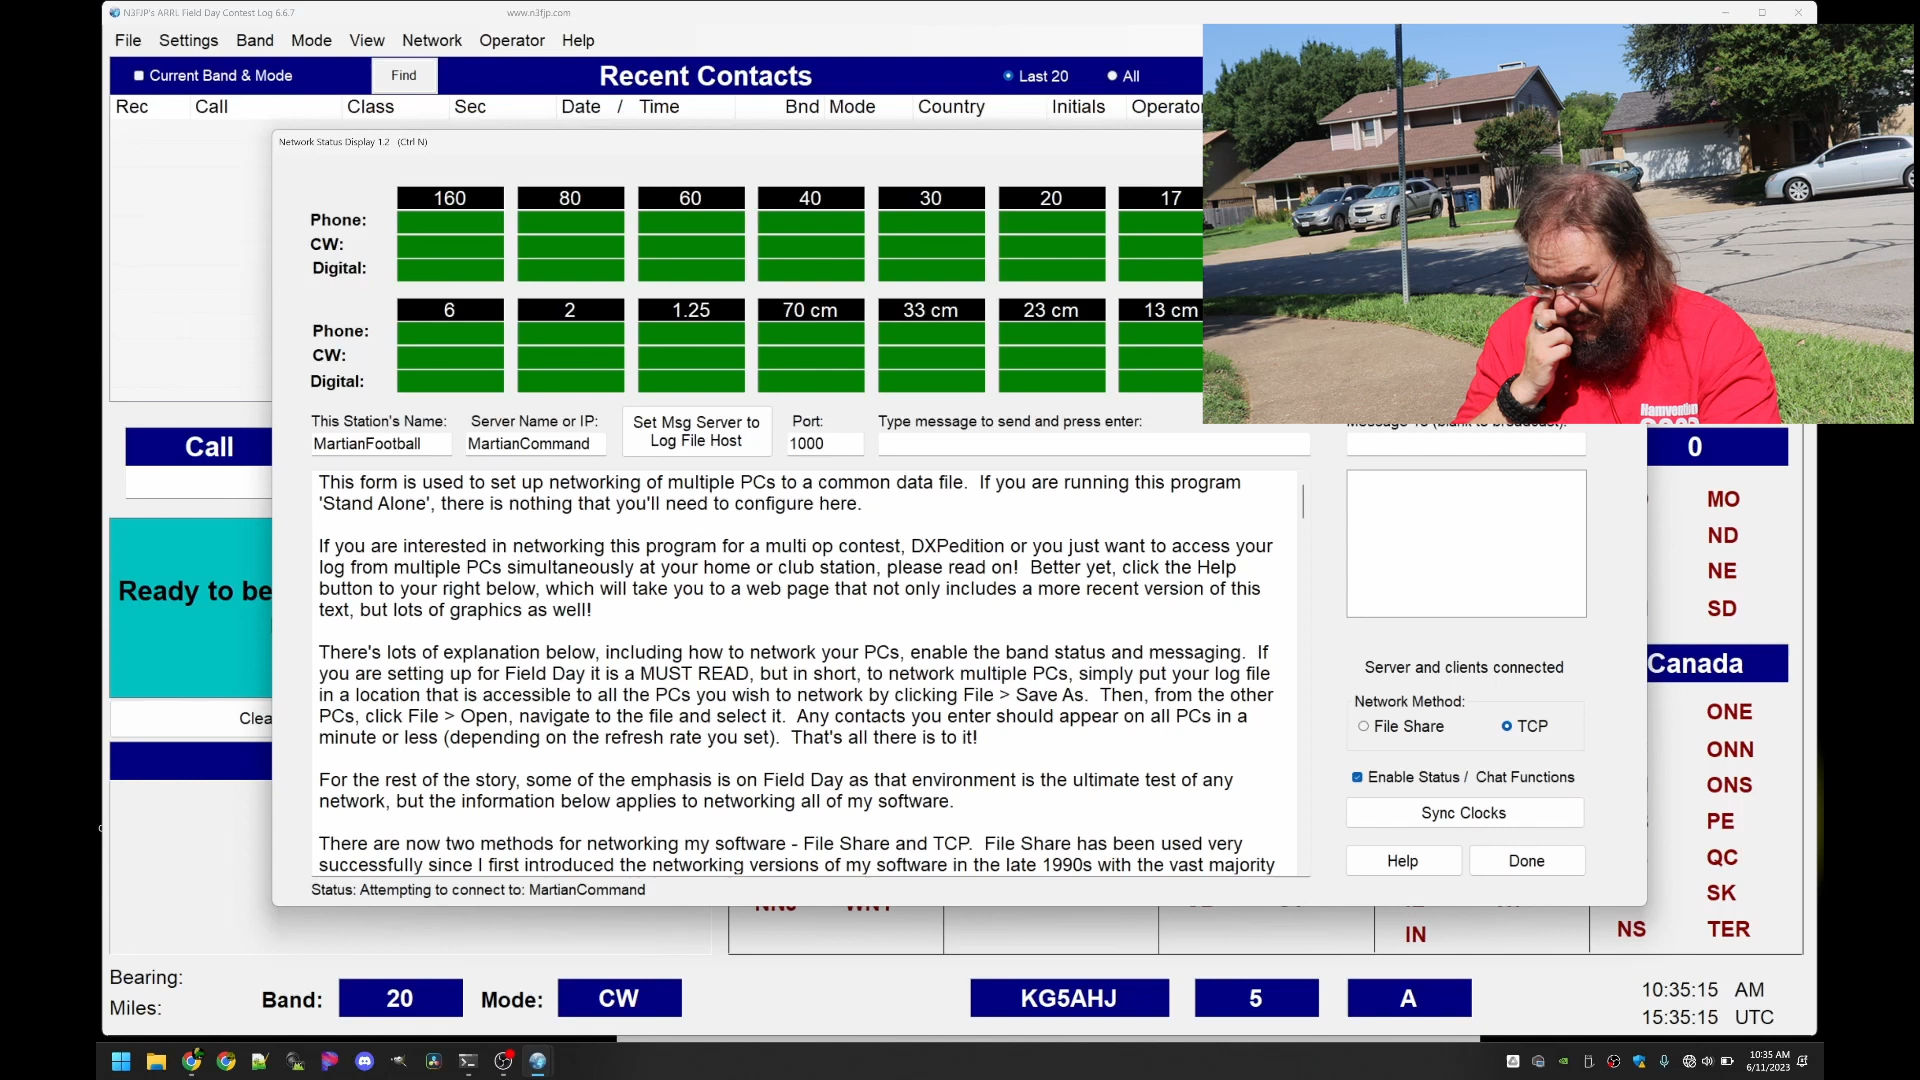 N3FJP's ARRL Field Day Contest Log 6.6.7
www.n3fjp.com
File Settings Band Mode View Network Operator Help
Current Band & Mode
Find
Recent Contacts
Last 20
All
Rec Call Class Sec Date / Time Bnd Mode Country Initials Operator
Network Status Display 1.2 (Ctrl N)
160 80 60 40 30 20 17
Phone:
CW:
Digital:
6 2 1.25 70 cm 33 cm 23 cm 13 cm
Phone:
CW:
Digital:
Hamvention
This Station's Name: Server Name or IP: Set Msg Server to Log File Host Port: Type message to send and press enter: Message To (blank to broadcast):
MartianFootball MartianCommand 1000
Call
0
This form is used to set up networking of multiple PCs to a common data file. If you are running this program
'Stand Alone', there is nothing that you'll need to configure here.
If you are interested in networking this program for a multi op contest, DXPedition or you just want to access your
log from multiple PCs simultaneously at your home or club station, please read on! Better yet, click the Help
button to your right below, which will take you to a web page that not only includes a more recent version of this
text, but lots of graphics as well!
There's lots of explanation below, including how to network your PCs, enable the band status and messaging. If
you are setting up for Field Day it is a MUST READ, but in short, to network multiple PCs, simply put your log file
in a location that is accessible to all the PCs you wish to network by clicking File > Save As. Then, from the other
PCs, click File > Open, navigate to the file and select it. Any contacts you enter should appear on all PCs in a
minute or less (depending on the refresh rate you set). That's all there is to it!
For the rest of the story, some of the emphasis is on Field Day as that environment is the ultimate test of any
network, but the information below applies to networking all of my software.
There are now two methods for networking my software - File Share and TCP. File Share has been used very
successfully since I first introduced the networking versions of my software in the late 1990s with the vast majority
Status: Attempting to connect to: MartianCommand
Server and clients connected
Network Method:
File Share
TCP
Enable Status / Chat Functions
Sync Clocks
Help
Done
Ready to be
Clea
MO
ND
NE
SD
Canada
ONE
ONN
ONS
PE
QC
SK
NS TER
IN
Bearing:
Miles:
Band: 20 Mode: CW
KG5AHJ 5 A
10:35:15 AM
15:35:15 UTC
10:35 AM
6/11/2023